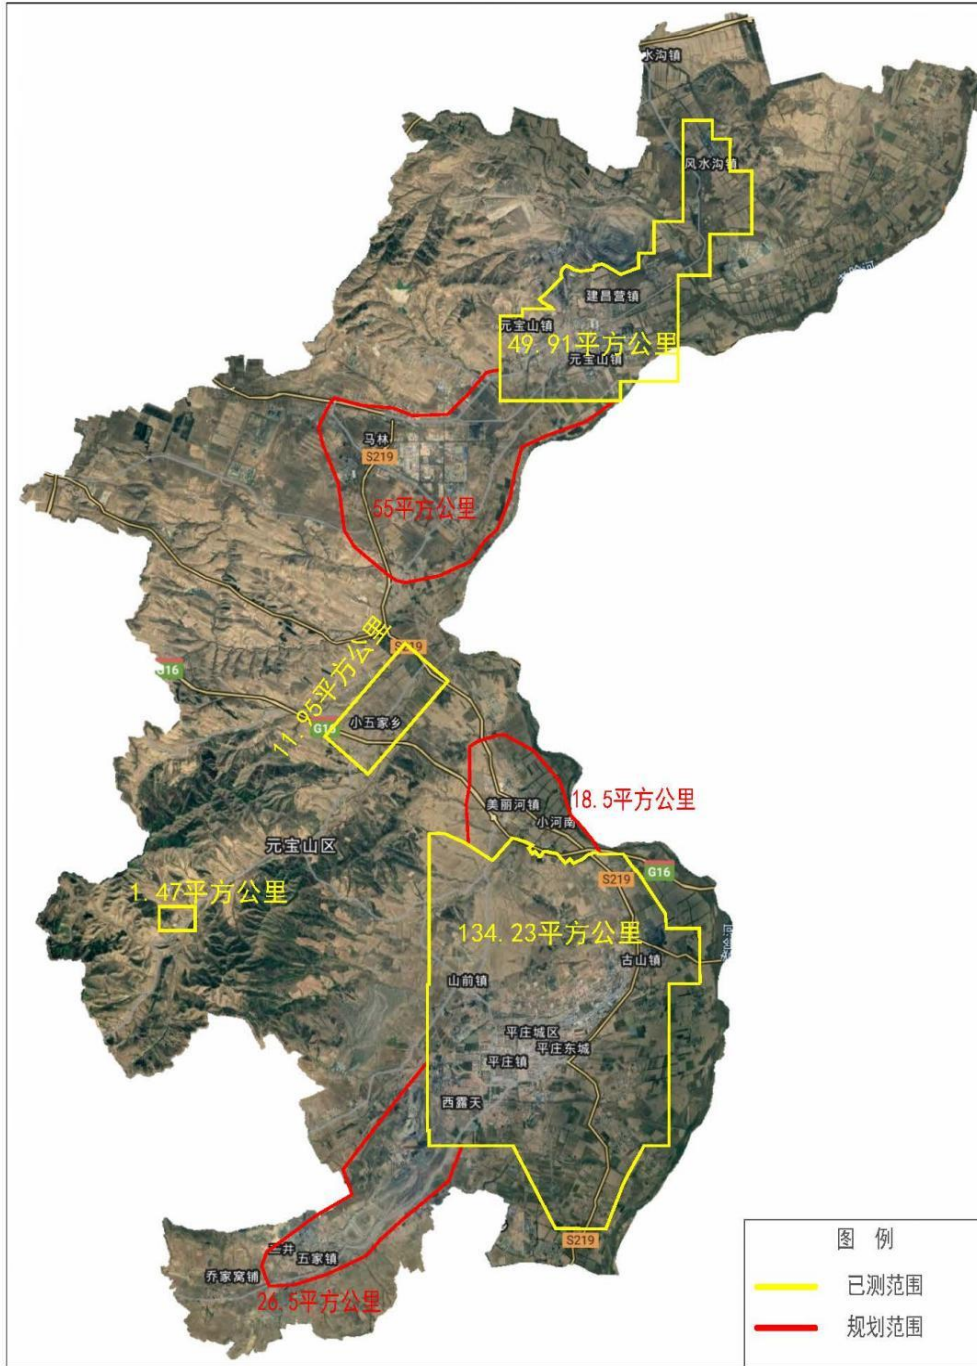 水沟镇
风水沟镇
建昌营镇
元宝山镇
49.91平方公里
元宝山镇
马林
S219
55平方公里
S219
G16
11.95平方公里
小五家乡
G16
美丽河镇
18.5平方公里
小河南
元宝山区
G16
S219
1.47平方公里
134.23平方公里
古山镇
山前镇
平庄城区
平庄东城
平庄镇
西露天
S219
五家镇
乔家窝铺
26.5平方公里
图 例
已测范围
规划范围